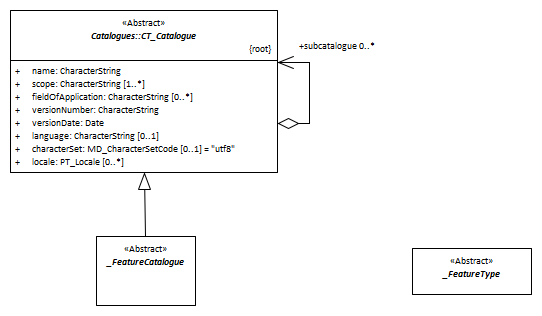 «Abstract»
Catalogues::CT_Catalogue
{root}
+subcatalogue 0..*
+ name: CharacterString
+ scope: CharacterString [1..*]
+ fieldOfApplication: CharacterString [0..*]
+ versionNumber: CharacterString
+ versionDate: Date
+ language: CharacterString [0..1]
+ characterSet: MD_CharacterSetCode [0..1] = "utf8"
+ locale: PT_Locale [0..*]
«Abstract»
_FeatureCatalogue
«Abstract»
_FeatureType